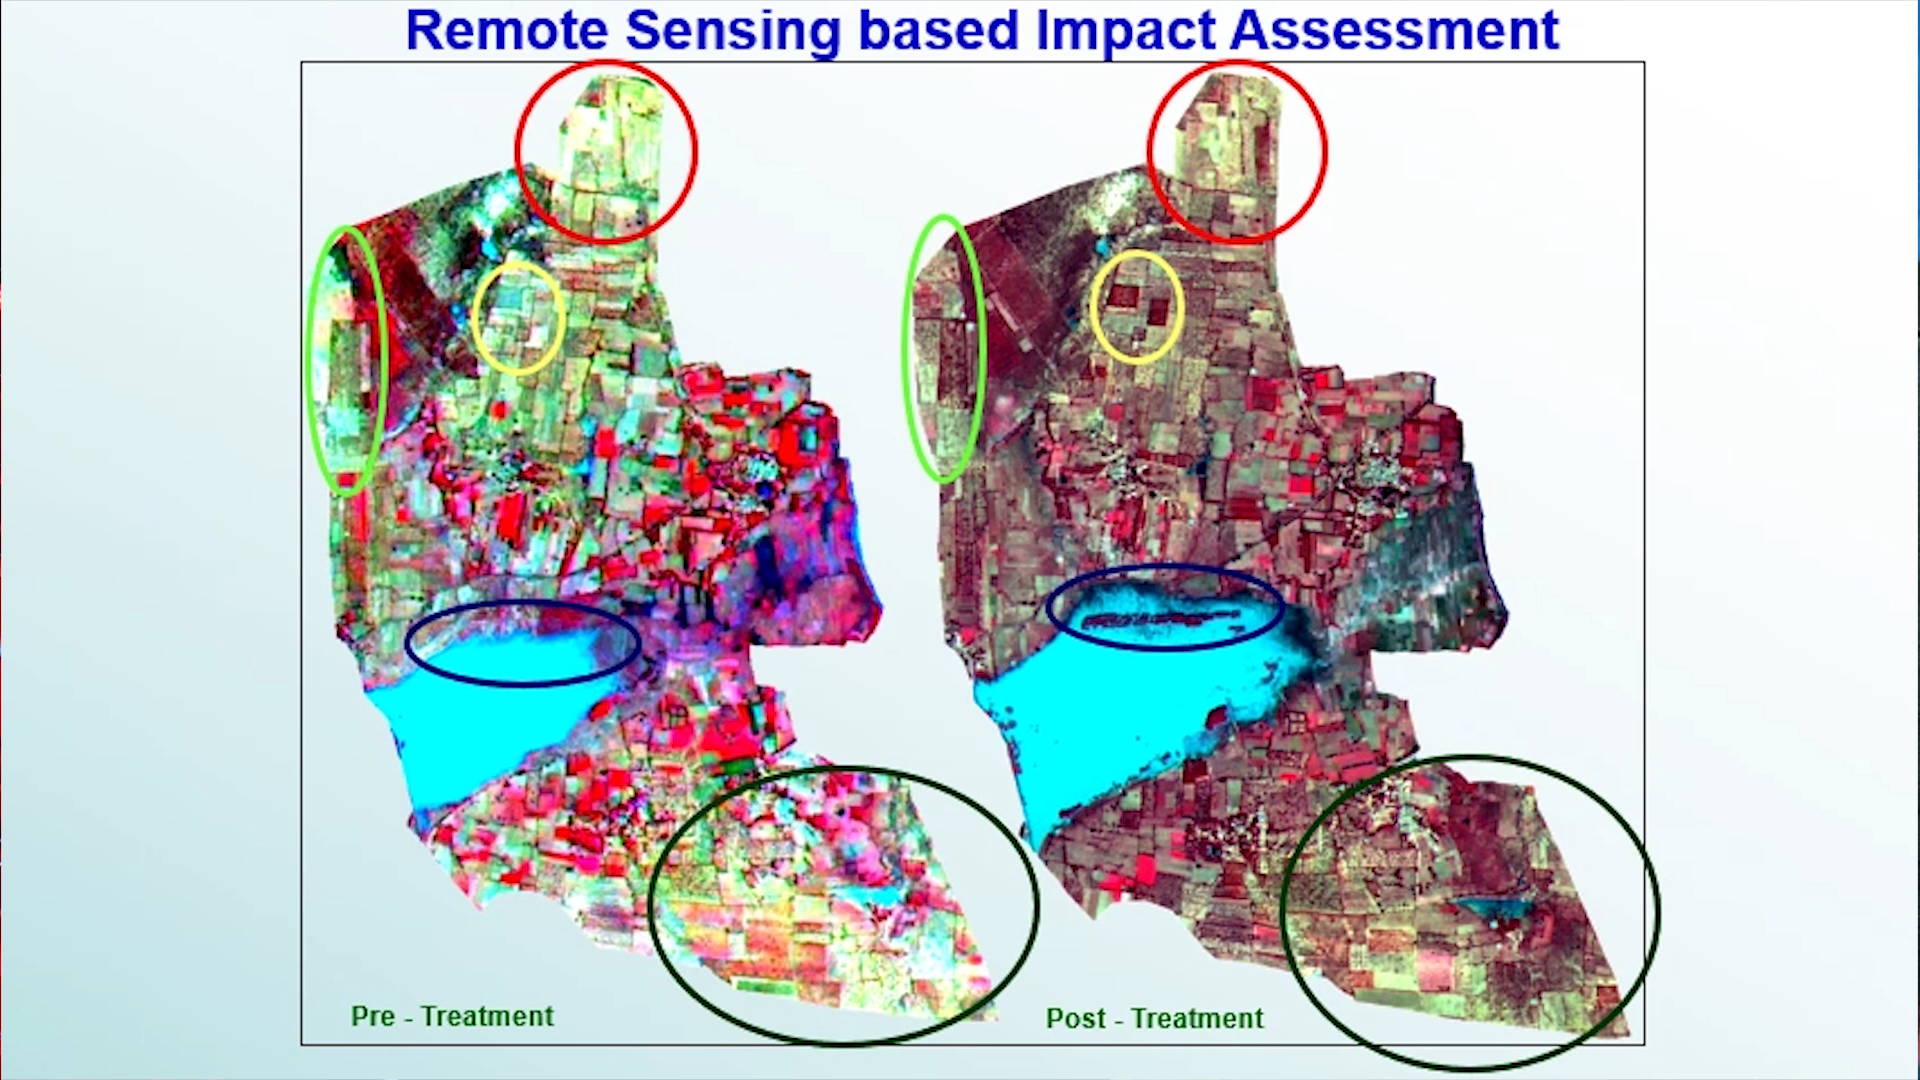 Remote Sensing based Impact Assessment
Pre - Treatment
Post - Treatment